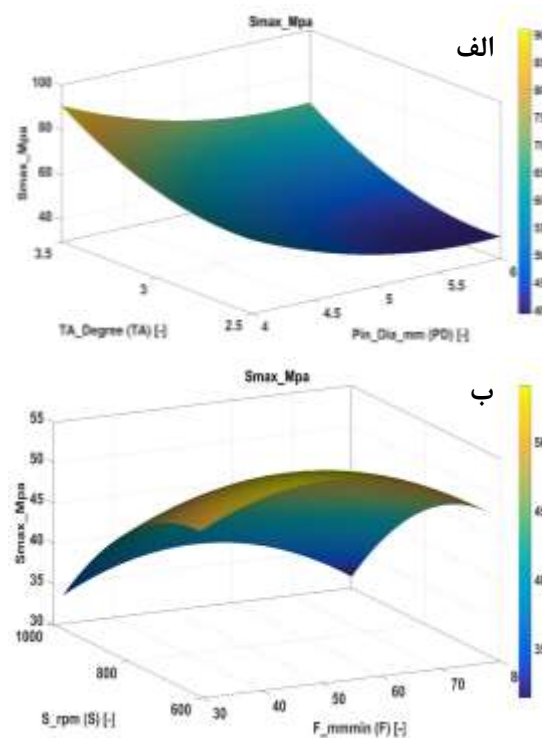 Smax_Mpa
الف
100
80
60
40
Smax_Mpa
3.5
3
2.5
TA_Degree (TA) [-]
4
4.5
5
5.5
6
Pin_Dia_mm (PD) [-]
Smax_Mpa
ب
55
50
45
40
35
30
Smax_Mpa
1000
800
600
S_rpm (S) [-]
30
40
50
60
70
F_mmmin (F) [-]